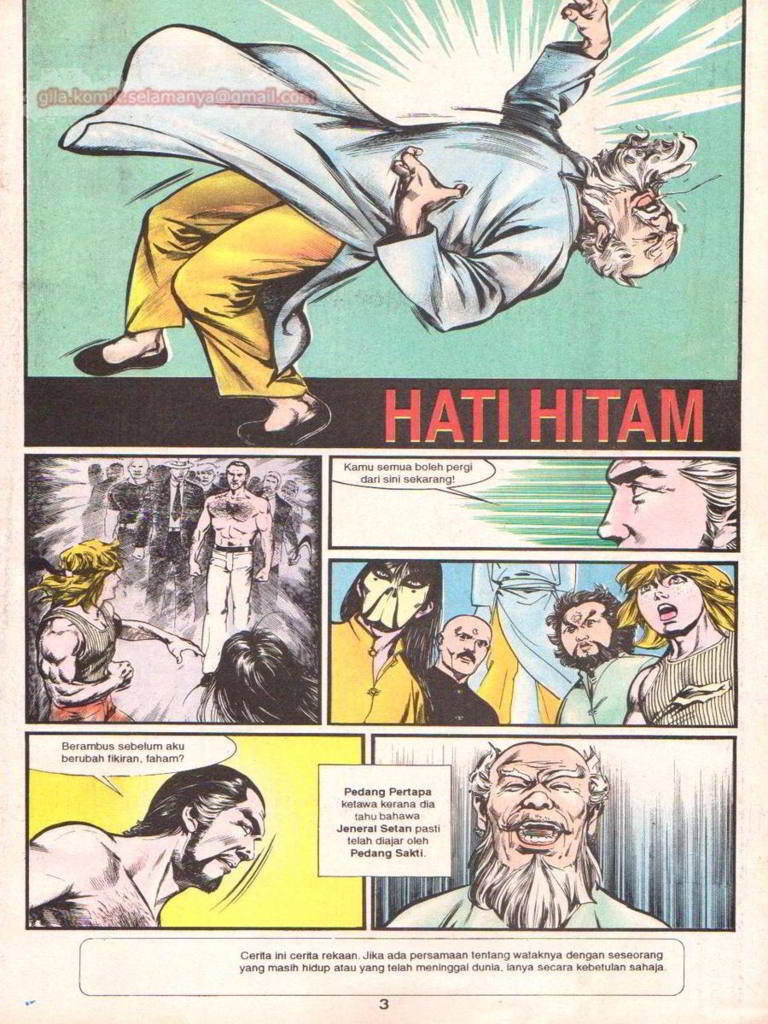 gila.komik.selamanya@gmail.com
HATI HITAM
Kamu semua boleh pergi
dari sini sekarang!
Berambus sebelum aku
berubah fikiran, faham?
Pedang Pertapa
ketawa kerana dia
tahu bahawa
Jeneral Setan pasti
telah diajar oleh
Pedang Sakti.
Cerita ini cerita rekaan. Jika ada persamaan tentang wataknya dengan seseorang
yang masih hidup atau yang telah meninggal dunia, ianya secara kebetulan sahaja.
3